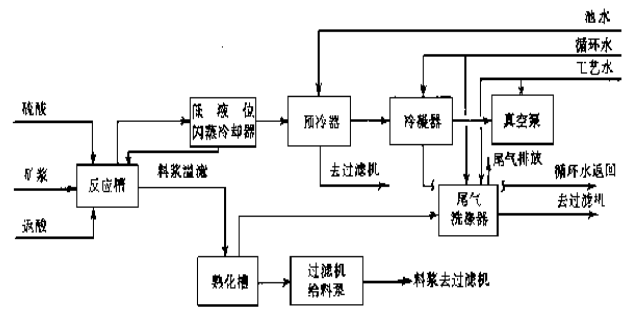 池水
循环水
工艺水
硫酸
低液位
闪蒸冷却器
预冷器
冷凝器
真空泵
尾气排放
矿浆
反应槽
料浆溢流
去过滤机
循环水返回
尾气
洗涤器
去过滤机
返酸
熟化槽
过滤机
给料泵
料浆去过滤机